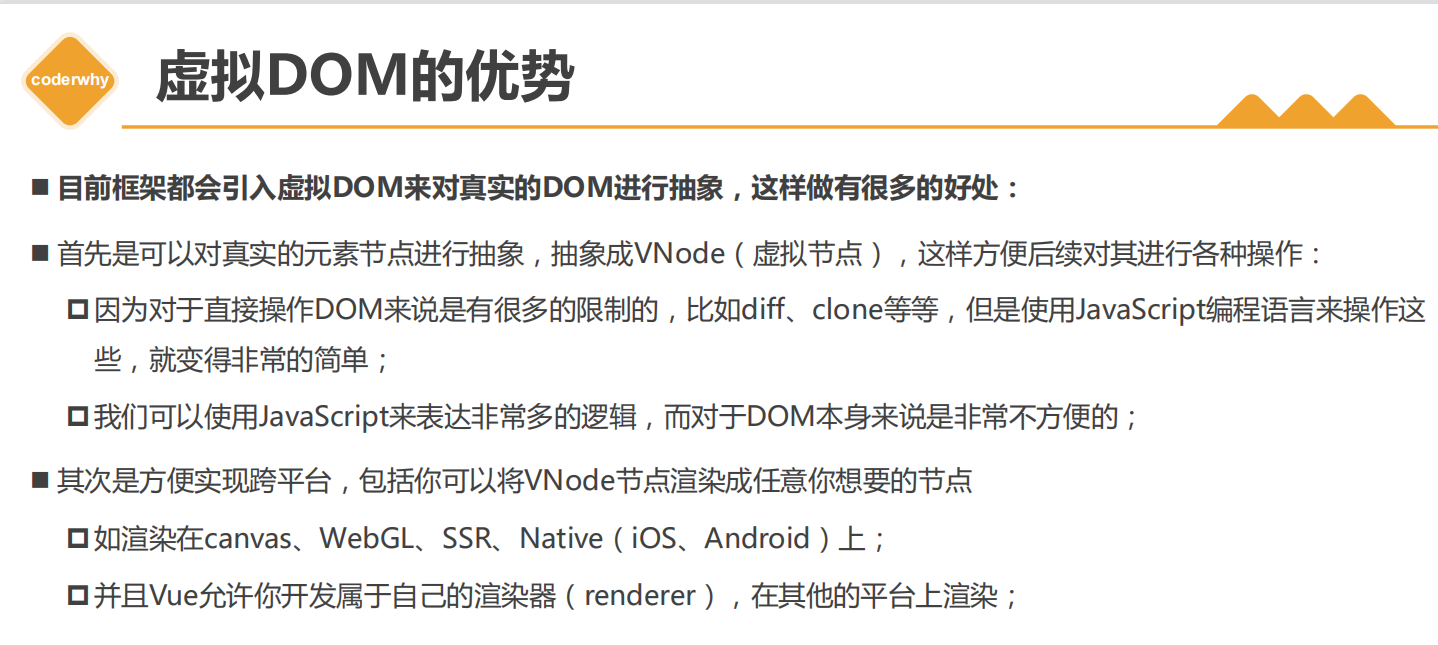 coderwhy
虚拟DOM的优势
目前框架都会引入虚拟DOM来对真实的DOM进行抽象，这样做有很多的好处：
首先是可以对真实的元素节点进行抽象，抽象成VNode（虚拟节点），这样方便后续对其进行各种操作：
因为对于直接操作DOM来说是有很多的限制的，比如diff、clone等等，但是使用JavaScript编程语言来操作这
些，就变得非常的简单；
我们可以使用JavaScript来表达非常多的逻辑，而对于DOM本身来说是非常不方便的；
其次是方便实现跨平台，包括你可以将VNode节点渲染成任意你想要的节点
如渲染在canvas、WebGL、SSR、Native（iOS、Android）上；
并且Vue允许你开发属于自己的渲染器（renderer），在其他的平台上渲染；